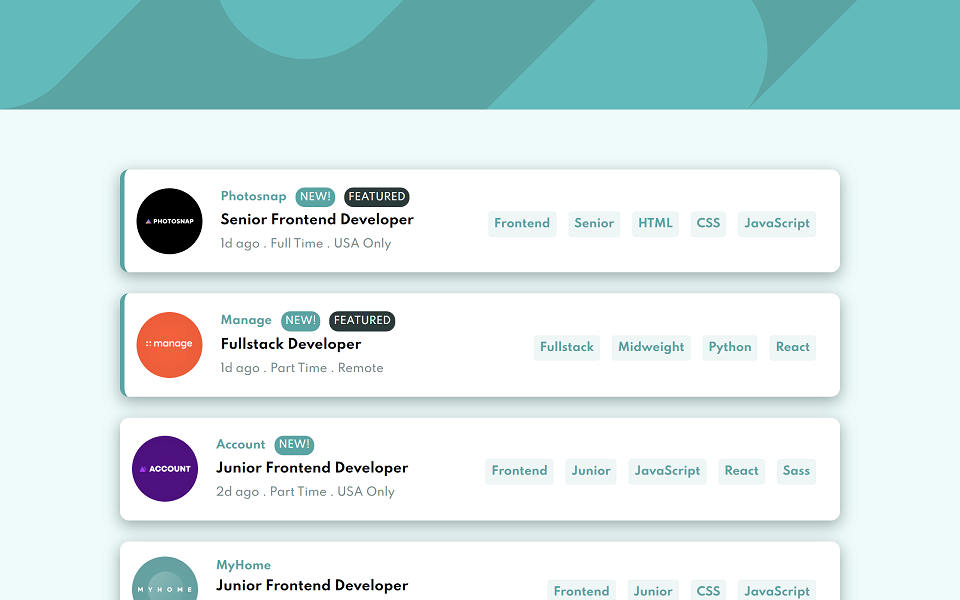 PHOTOSNAP
Photosnap NEW! FEATURED
Senior Frontend Developer
1d ago . Full Time . USA Only
Frontend Senior HTML CSS JavaScript
manage
Manage NEW! FEATURED
Fullstack Developer
1d ago . Part Time . Remote
Fullstack Midweight Python React
ACCOUNT
Account NEW!
Junior Frontend Developer
2d ago . Part Time . USA Only
Frontend Junior JavaScript React Sass
MYHOME
MyHome
Junior Frontend Developer
Frontend Junior CSS JavaScript